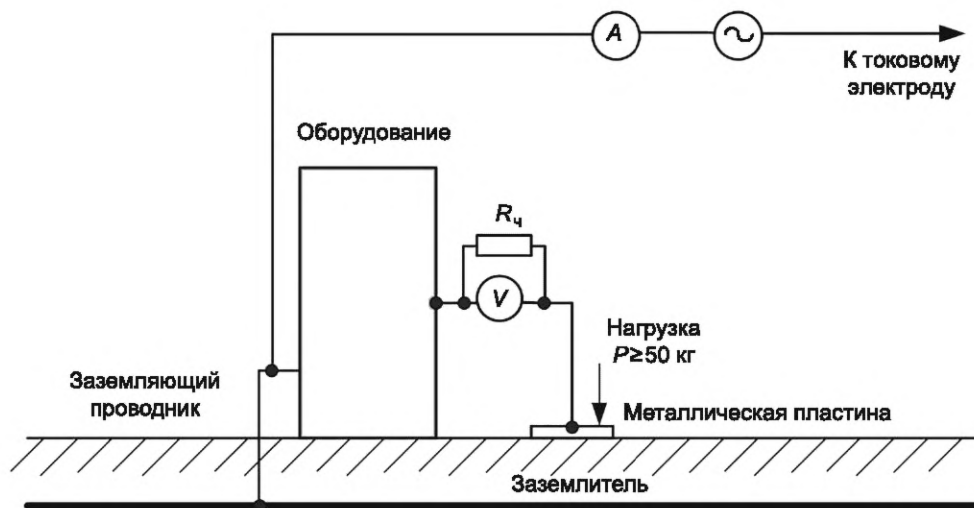 A
К токовому
электроду
Оборудование
Rч
V
Нагрузка
P≥50 кг
Заземляющий
проводник
Металлическая пластина
Заземлитель